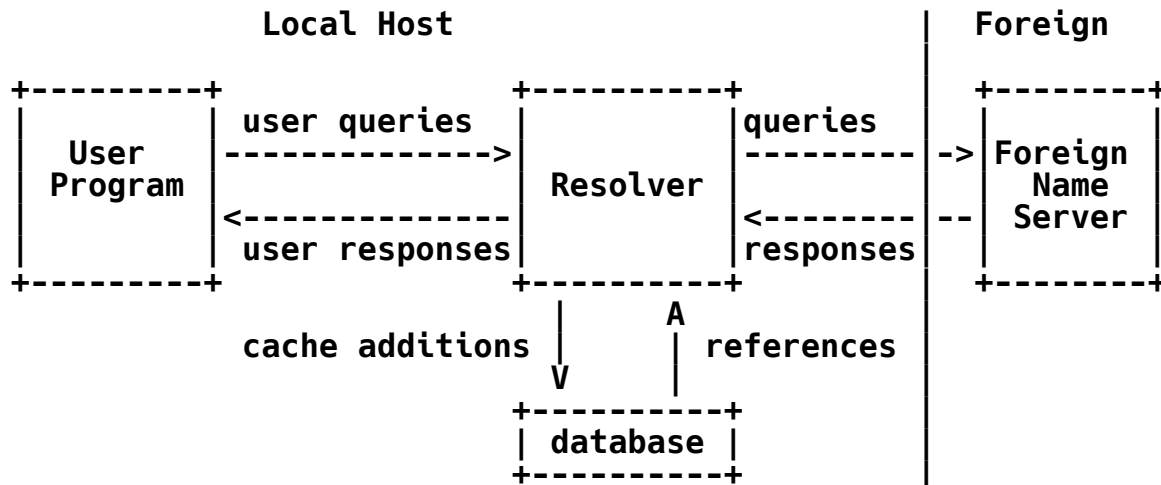 Local Host                        |  Foreign
                                                   |
    +---------+               +----------+         |  +--------+
    |         | user queries  |          |queries  |  |        |
    |  User   |-------------->|          |---------|->|Foreign |
    | Program |               | Resolver |         |  |  Name  |
    |         |<--------------|          |<--------|--| Server |
    |         | user responses|          |responses|  |        |
    +---------+               +----------+         |  +--------+
                                |     A            |
                cache additions |     | references |
                                V     |            |
                              +----------+         |
                              | database |         |
                              +----------+         |